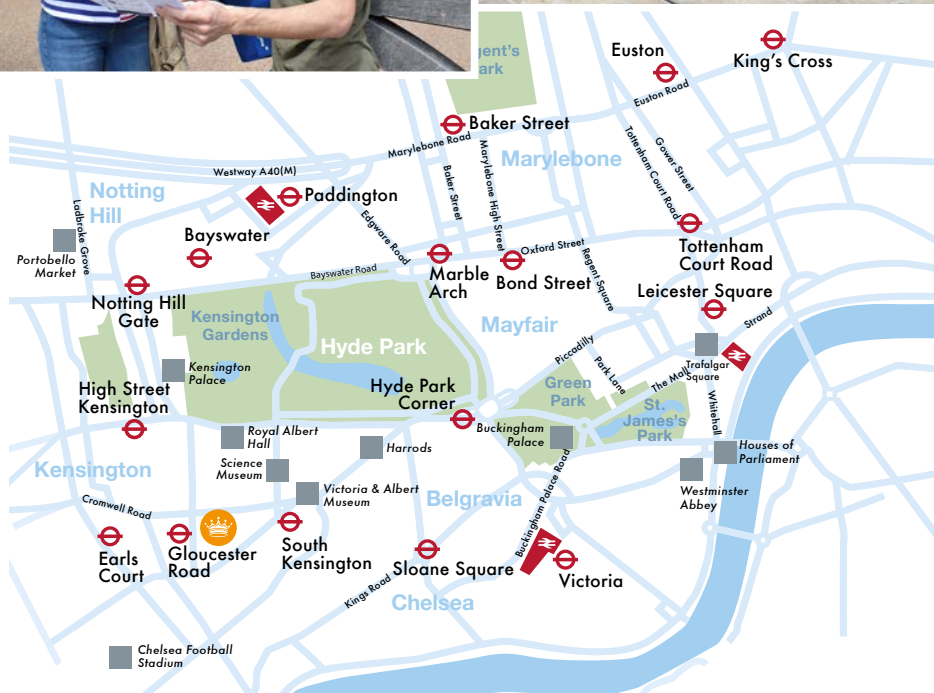 Euston
King's Cross
gent's
ark
Euston Road
Baker Street
Marylebone Road
Marylebone
Tottenham Court Road
Gower Street
Westway A40(M)
Notting
Hill
Paddington
Baker Street
Marylebone High Street
Ladbroke Grove
Edgware Road
Bayswater
Portobello
Market
Oxford Street
Tottenham
Court Road
Bayswater Road
Marble
Arch
Bond Street
Regent Square
Notting Hill
Gate
Leicester Square
Kensington
Gardens
Mayfair
Strand
Hyde Park
Piccadilly
Trafalgar
Square
Kensington
Palace
Park Lane
The Mall
High Street
Kensington
Hyde Park
Corner
Green
Park
St.
James's
Park
Whitehall
Royal Albert
Hall
Buckingham
Palace
Harrods
Houses of
Parliament
Kensington
Science
Museum
Victoria & Albert
Museum
Belgravia
Buckingham Palace Road
Westminster
Abbey
Cromwell Road
Earls
Court
Gloucester
Road
South
Kensington
Sloane Square
Victoria
Kings Road
Chelsea
Chelsea Football
Stadium